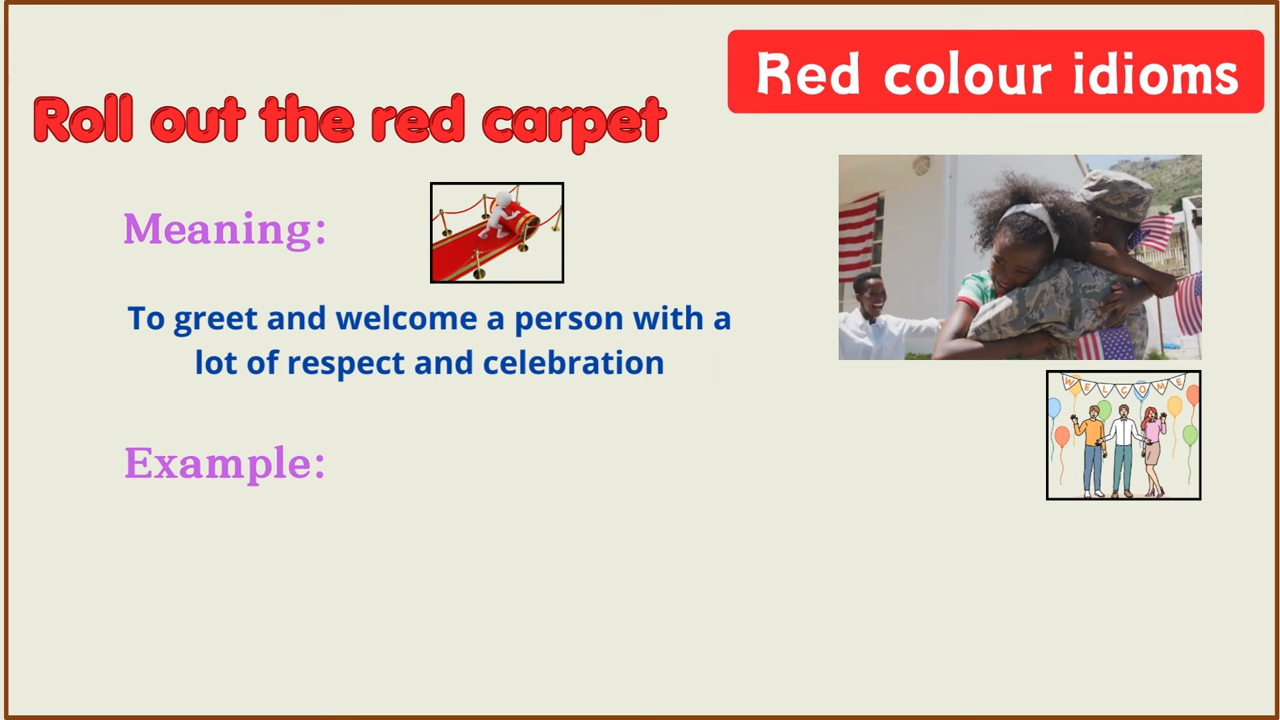 Red colour idioms
Roll out the red carpet
Meaning:
To greet and welcome a person with a
lot of respect and celebration
WELCOME
Example: